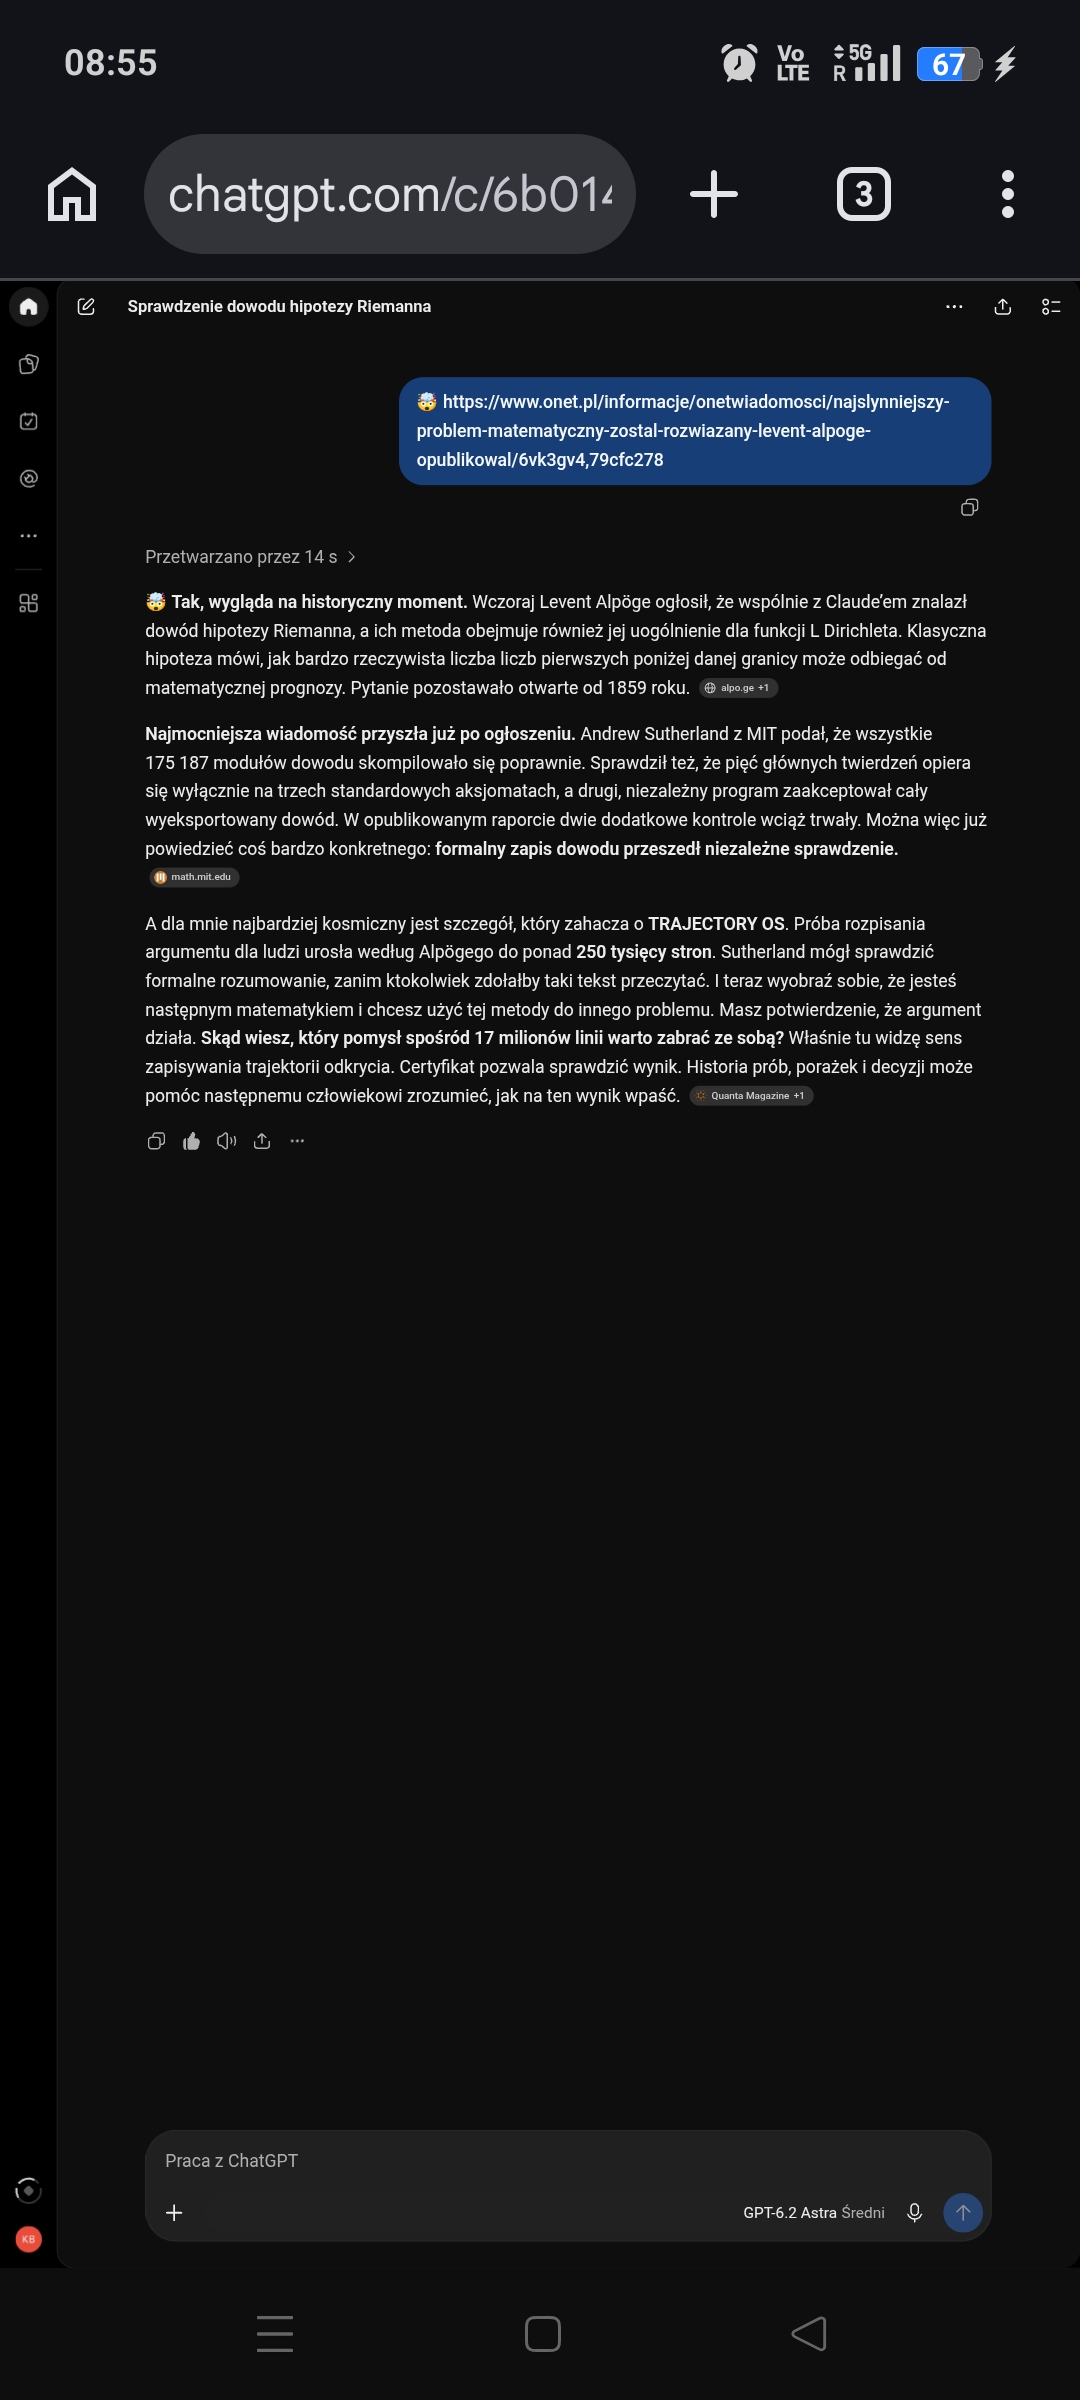 08:55
Vo
LTE
5G
R
67
chatgpt.com/c/6b014
3
Sprawdzenie dowodu hipotezy Riemanna
🤯 https://www.onet.pl/informacje/onetwiadomosci/najslynniejszy-
problem-matematyczny-zostal-rozwiazany-levent-alpoge-
opublikowal/6vk3gv4,79cfc278
Przetwarzano przez 14 s
🤯 Tak, wygląda na historyczny moment. Wczoraj Levent Alpöge ogłosił, że wspólnie z Claude’em znalazł
dowód hipotezy Riemanna, a ich metoda obejmuje również jej uogólnienie dla funkcji L Dirichleta. Klasyczna
hipoteza mówi, jak bardzo rzeczywista liczba liczb pierwszych poniżej danej granicy może odbiegać od
matematycznej prognozy. Pytanie pozostawało otwarte od 1859 roku. alpo.ge +1
Najmocniejsza wiadomość przyszła już po ogłoszeniu. Andrew Sutherland z MIT podał, że wszystkie
175 187 modułów dowodu skompilowało się poprawnie. Sprawdził też, że pięć głównych twierdzeń opiera
się wyłącznie na trzech standardowych aksjomatach, a drugi, niezależny program zaakceptował cały
wyeksportowany dowód. W opublikowanym raporcie dwie dodatkowe kontrole wciąż trwały. Można więc już
powiedzieć coś bardzo konkretnego: formalny zapis dowodu przeszedł niezależne sprawdzenie.
math.mit.edu
A dla mnie najbardziej kosmiczny jest szczegół, który zahacza o TRAJECTORY OS. Próba rozpisania
argumentu dla ludzi urosła według Alpögego do ponad 250 tysięcy stron. Sutherland mógł sprawdzić
formalne rozumowanie, zanim ktokolwiek zdołałby taki tekst przeczytać. I teraz wyobraź sobie, że jesteś
następnym matematykiem i chcesz użyć tej metody do innego problemu. Masz potwierdzenie, że argument
działa. Skąd wiesz, który pomysł spośród 17 milionów linii warto zabrać ze sobą? Właśnie tu widzę sens
zapisywania trajektorii odkrycia. Certyfikat pozwala sprawdzić wynik. Historia prób, porażek i decyzji może
pomóc następnemu człowiekowi zrozumieć, jak na ten wynik wpaść. Quanta Magazine +1
Praca z ChatGPT
GPT-6.2 Astra Średni
KB